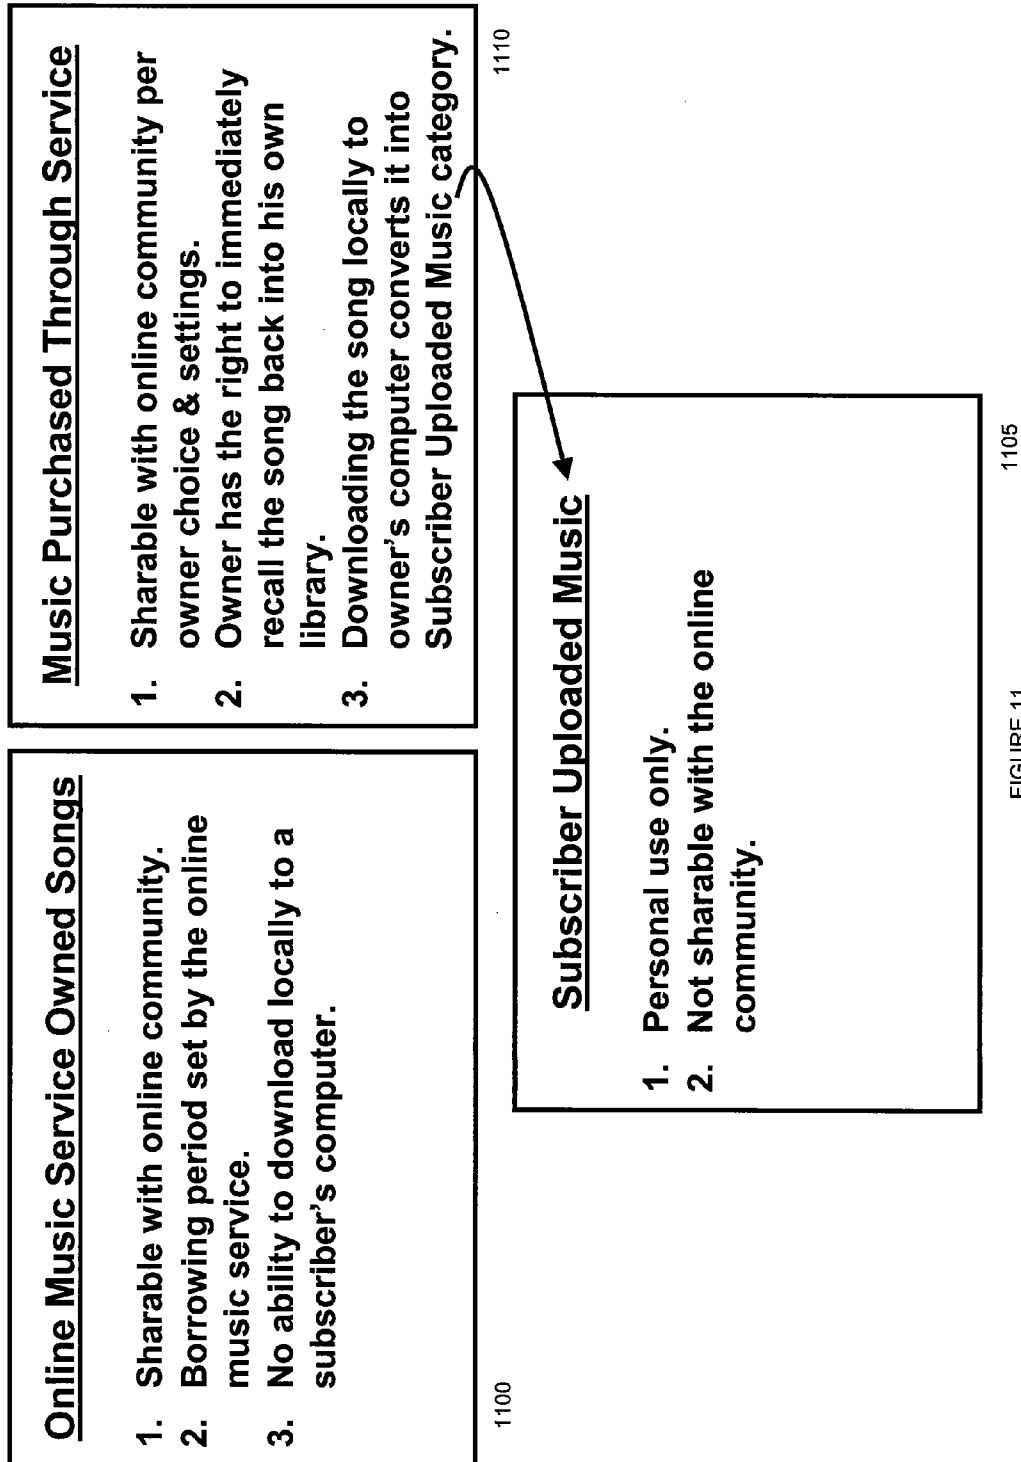 Online Music Service Owned Songs
1. Sharable with online community.
2. Borrowing period set by the online
music service.
3. No ability to download locally to a
subscriber's computer.
1100
Music Purchased Through Service
1. Sharable with online community per
owner choice & settings.
2. Owner has the right to immediately
recall the song back into his own
library.
3. Downloading the song locally to
owner's computer converts it into
Subscriber Uploaded Music category.
1110
Subscriber Uploaded Music
1. Personal use only.
2. Not sharable with the online
community.
1105
FIGURE 11